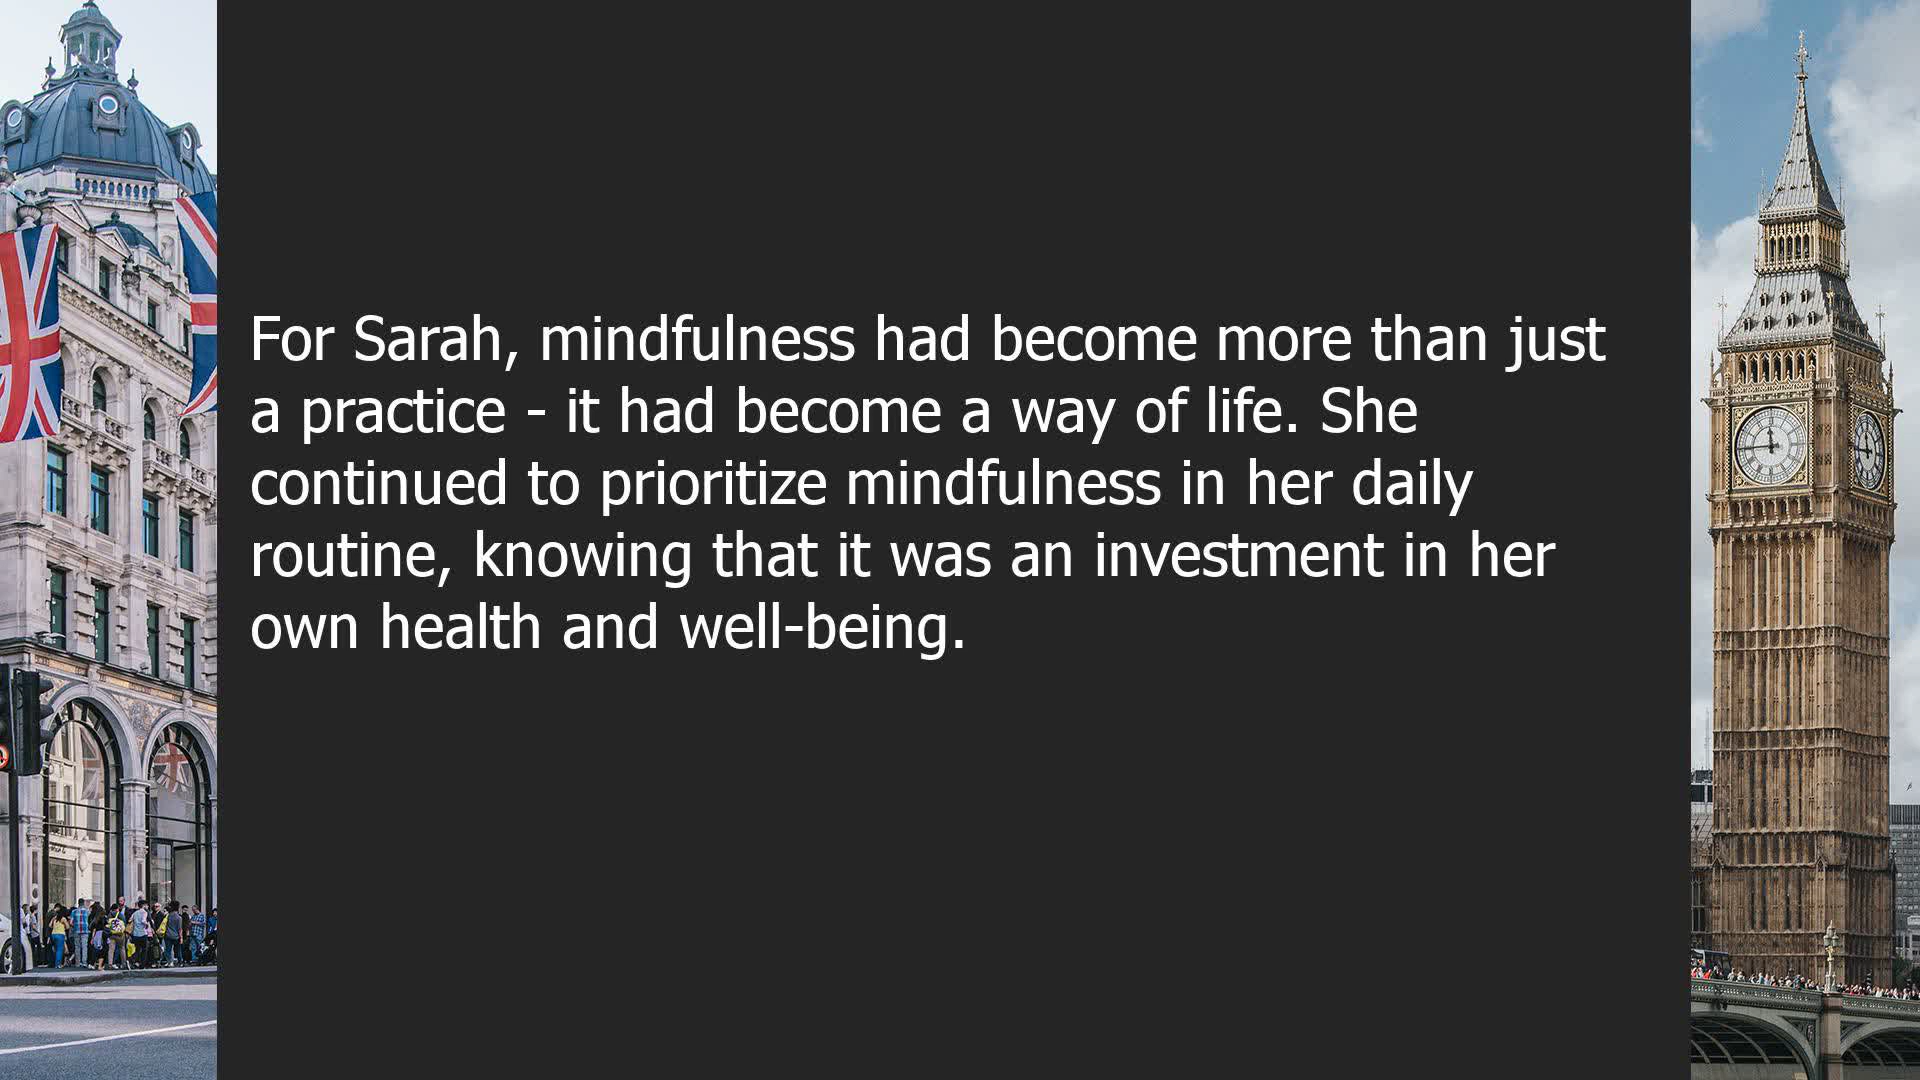 For Sarah, mindfulness had become more than just
a practice - it had become a way of life. She
continued to prioritize mindfulness in her daily
routine, knowing that it was an investment in her
own health and well-being.